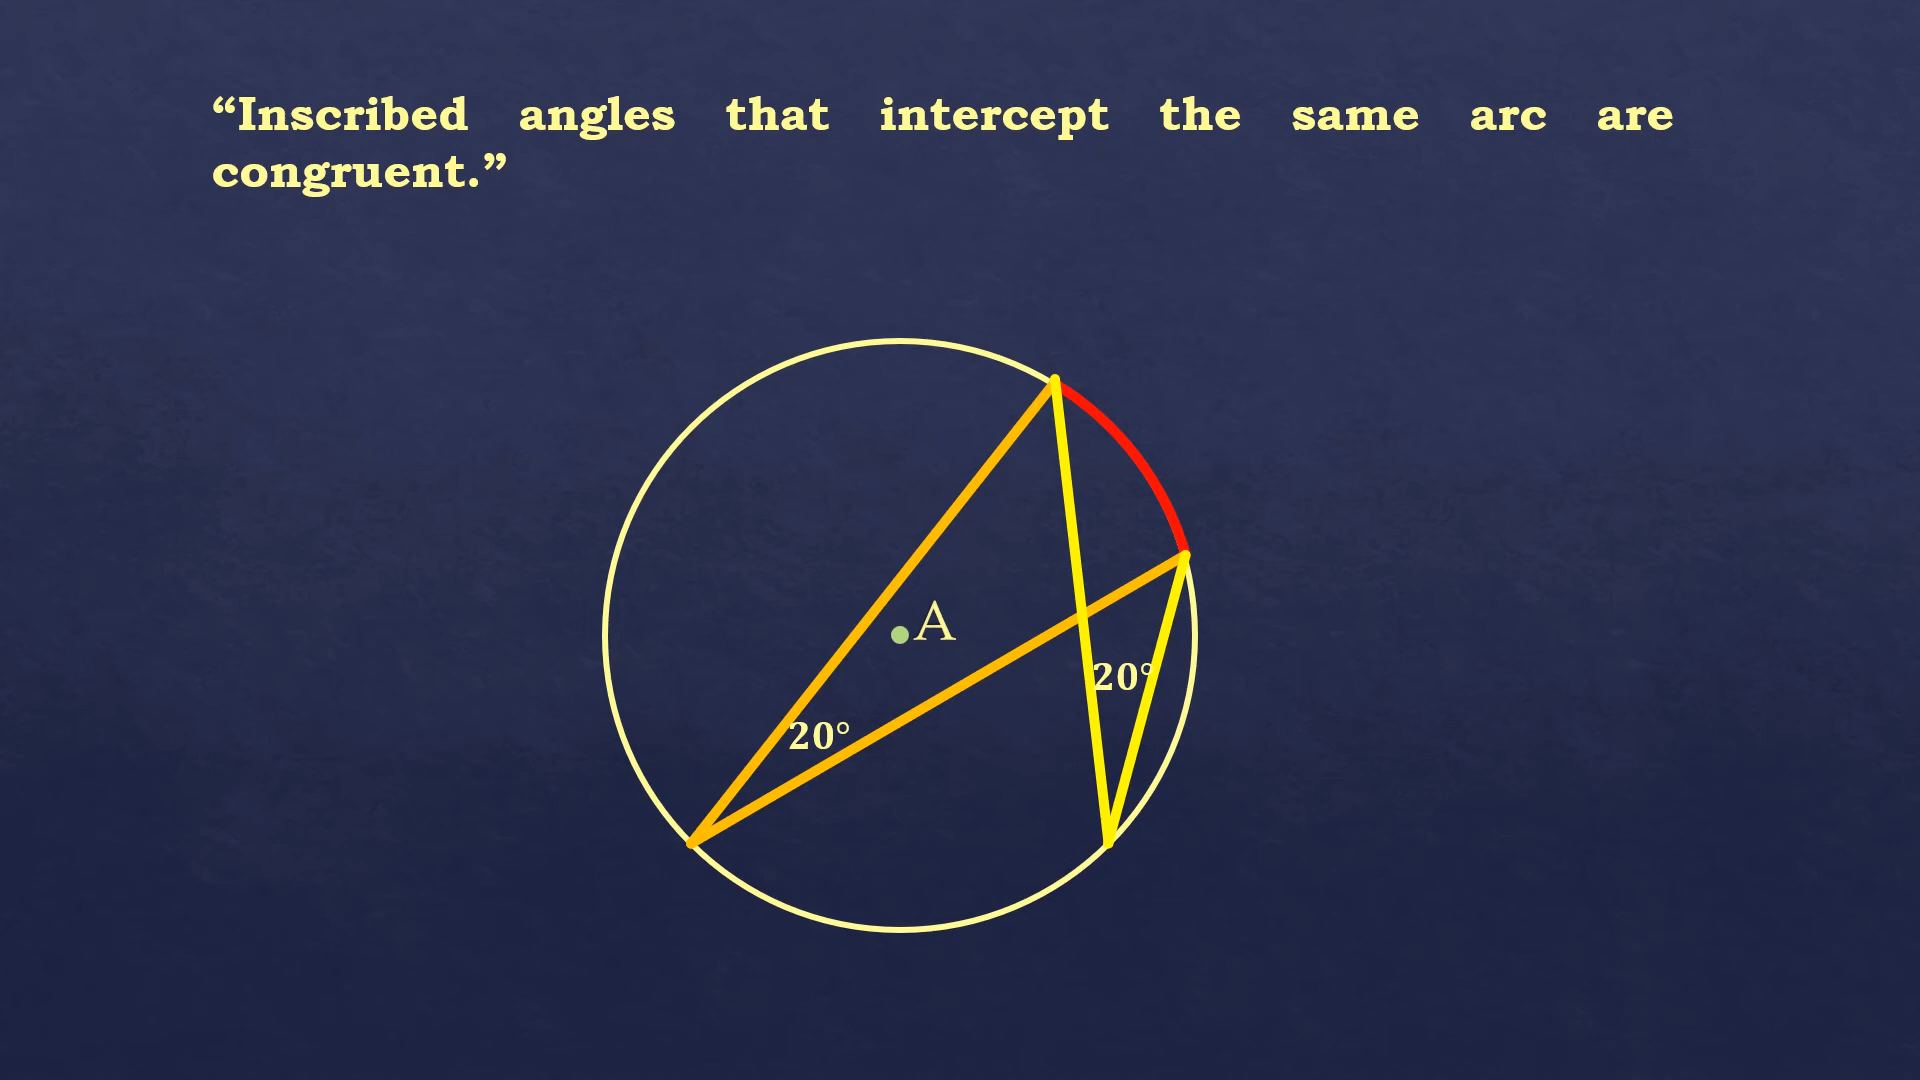 “Inscribed angles that intercept the same arc are
congruent.”
A
20°
20°